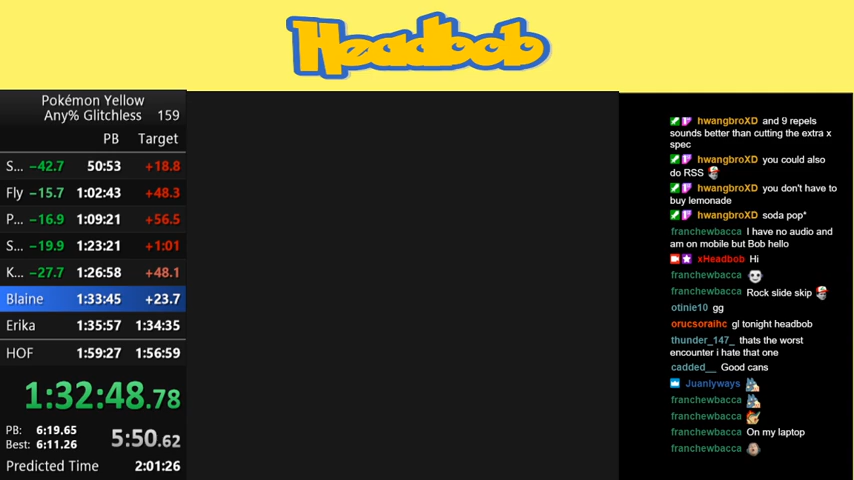 Headbob
Pokémon Yellow
Any% Glitchless 159
PB Target
S... −42.7 50:53 +18.8
Fly −15.7 1:02:43 +48.3
P... −16.9 1:09:21 +56.5
S... −19.9 1:23:21 +1:01
K... −27.7 1:26:58 +48.1
Blaine 1:33:45 +23.7
Erika 1:35:57 1:34:35
HOF 1:59:27 1:56:59
1:32:48.78
PB: 6:19.65
Best: 6:11.26
5:50.62
Predicted Time 2:01:26
hwangbroXD and 9 repels
sounds better than cutting the extra x
spec
hwangbroXD you could also
do RSS
hwangbroXD you don't have to
buy lemonade
hwangbroXD soda pop*
franchewbacca I have no audio and
am on mobile but Bob hello
xHeadbob Hi
franchewbacca
franchewbacca Rock slide skip
otinie10 gg
orucsoraihc gl tonight headbob
thunder_147_ thats the worst
encounter i hate that one
cadded__ Good cans
Juanlyways
franchewbacca
franchewbacca
franchewbacca On my laptop
franchewbacca